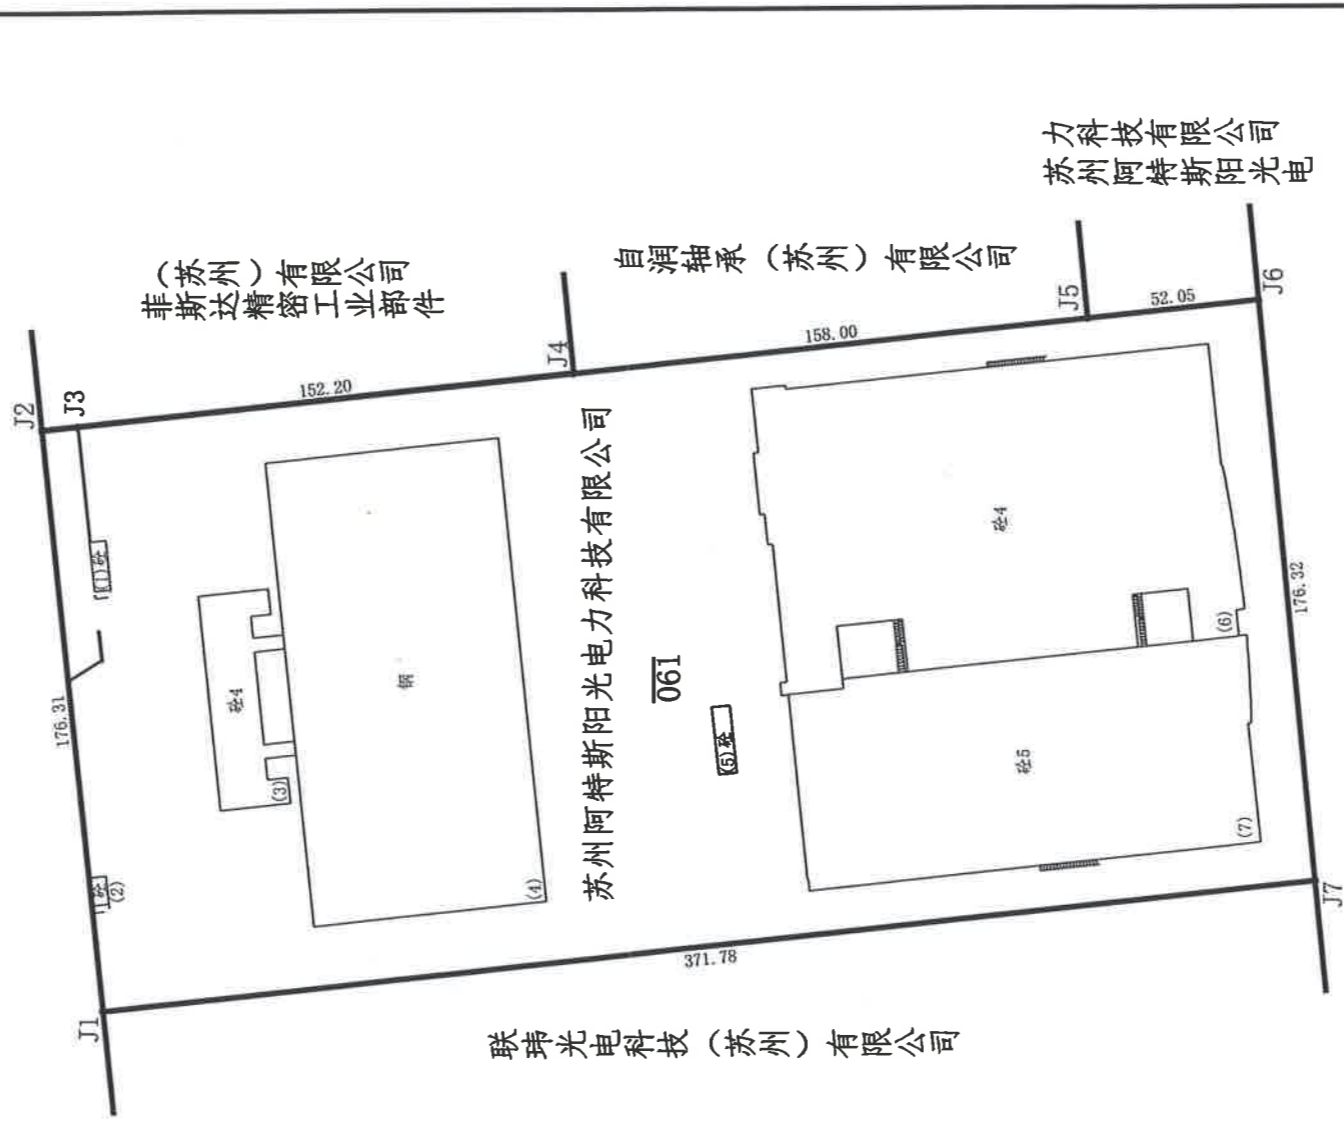 J2
J3
J1
J4
J5
J6
J7
176.31
152.20
158.00
52.05
176.32
371.78
菲斯达精密工业部件
（苏州）有限公司
自润轴承（苏州）有限公司
苏州阿特斯阳光电
力科技有限公司
(1)砼
砼
(2)
砼4
(3)
钢
(4)
苏州阿特斯阳光电力科技有限公司
061
(5)砼
砼4
(6)
砼5
(7)
联玮光电科技（苏州）有限公司